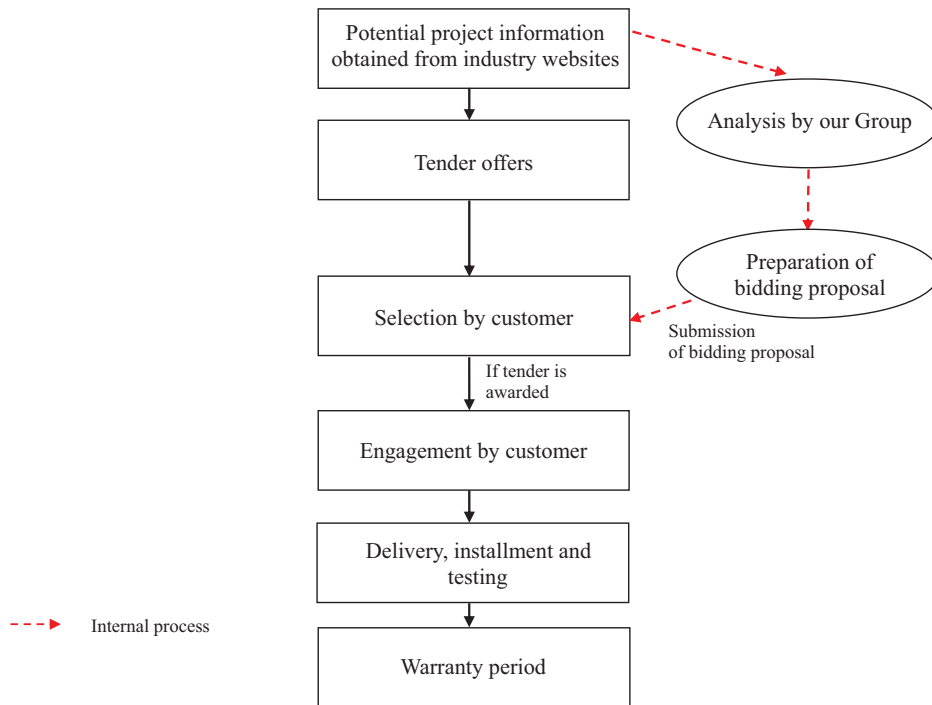 Potential project information
obtained from industry websites
Analysis by our Group
Tender offers
Preparation of
bidding proposal
Selection by customer
Submission
of bidding proposal
If tender is
awarded
Engagement by customer
Delivery, installment and
testing
Internal process
Warranty period